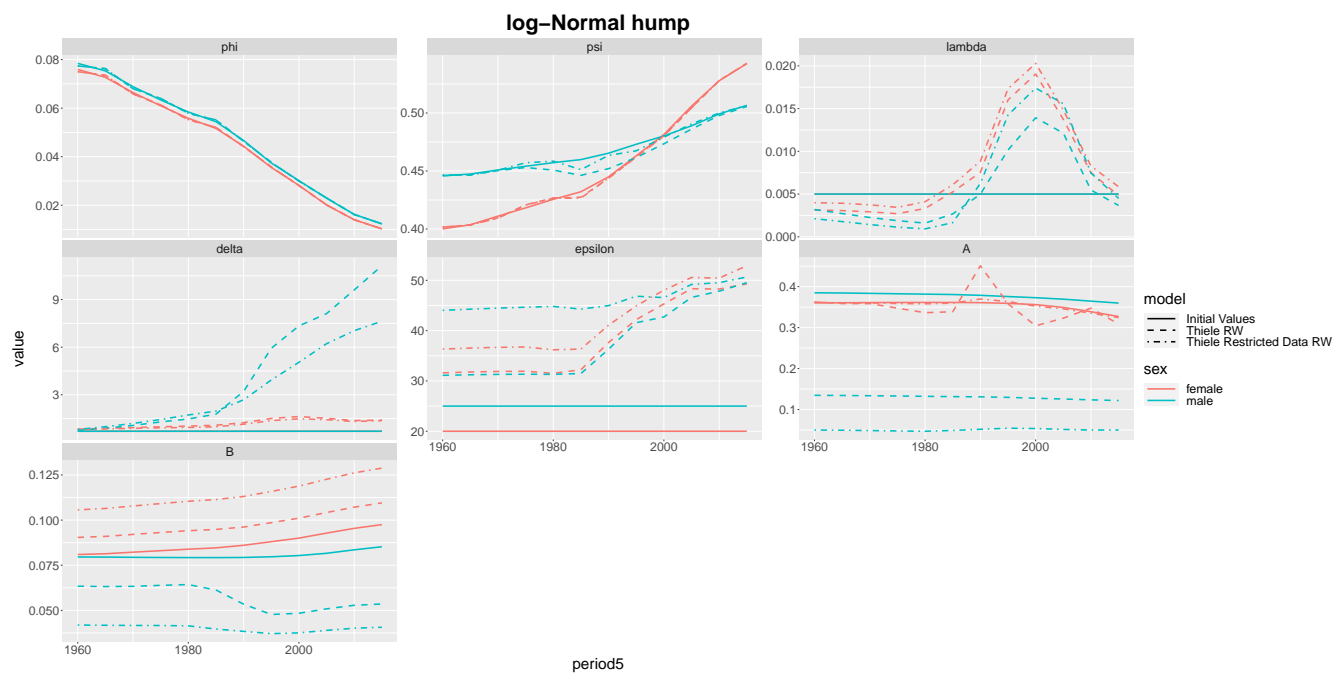 log−Normal hump
phi
psi
lambda
0.08
0.06
0.04
0.02
0.50
0.45
0.40
0.020
0.015
0.010
0.005
0.000
delta
epsilon
A
9
6
3
50
40
30
20
0.4
0.3
0.1
1960
1980
2000
1960
1980
2000
B
0.125
0.100
0.075
0.050
1960
1980
2000
value
period5
model
Initial Values
Thiele RW
Thiele Restricted Data RW
sex
female
male